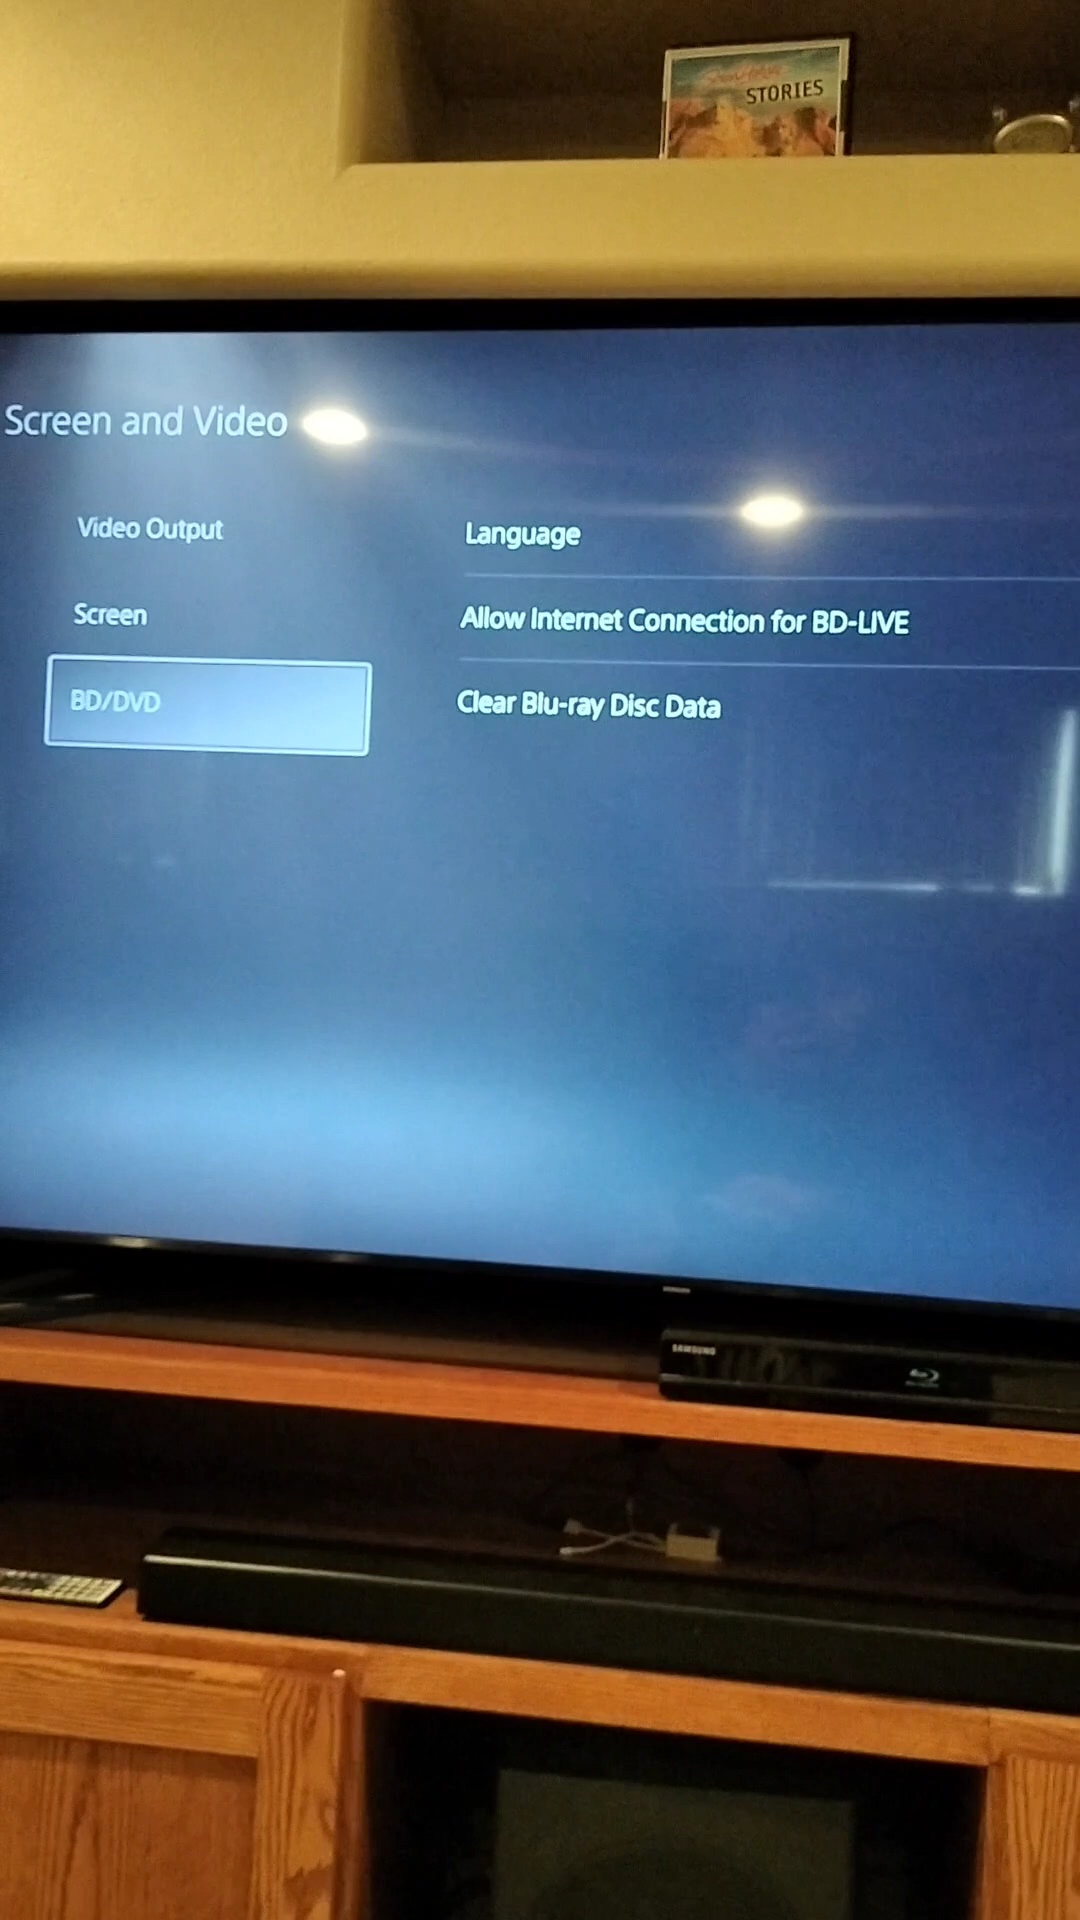 STORIES
Screen and Video
Video Output
Screen
BD/DVD
Language
Allow Internet Connection for BD-LIVE
Clear Blu-ray Disc Data
SAMSUNG